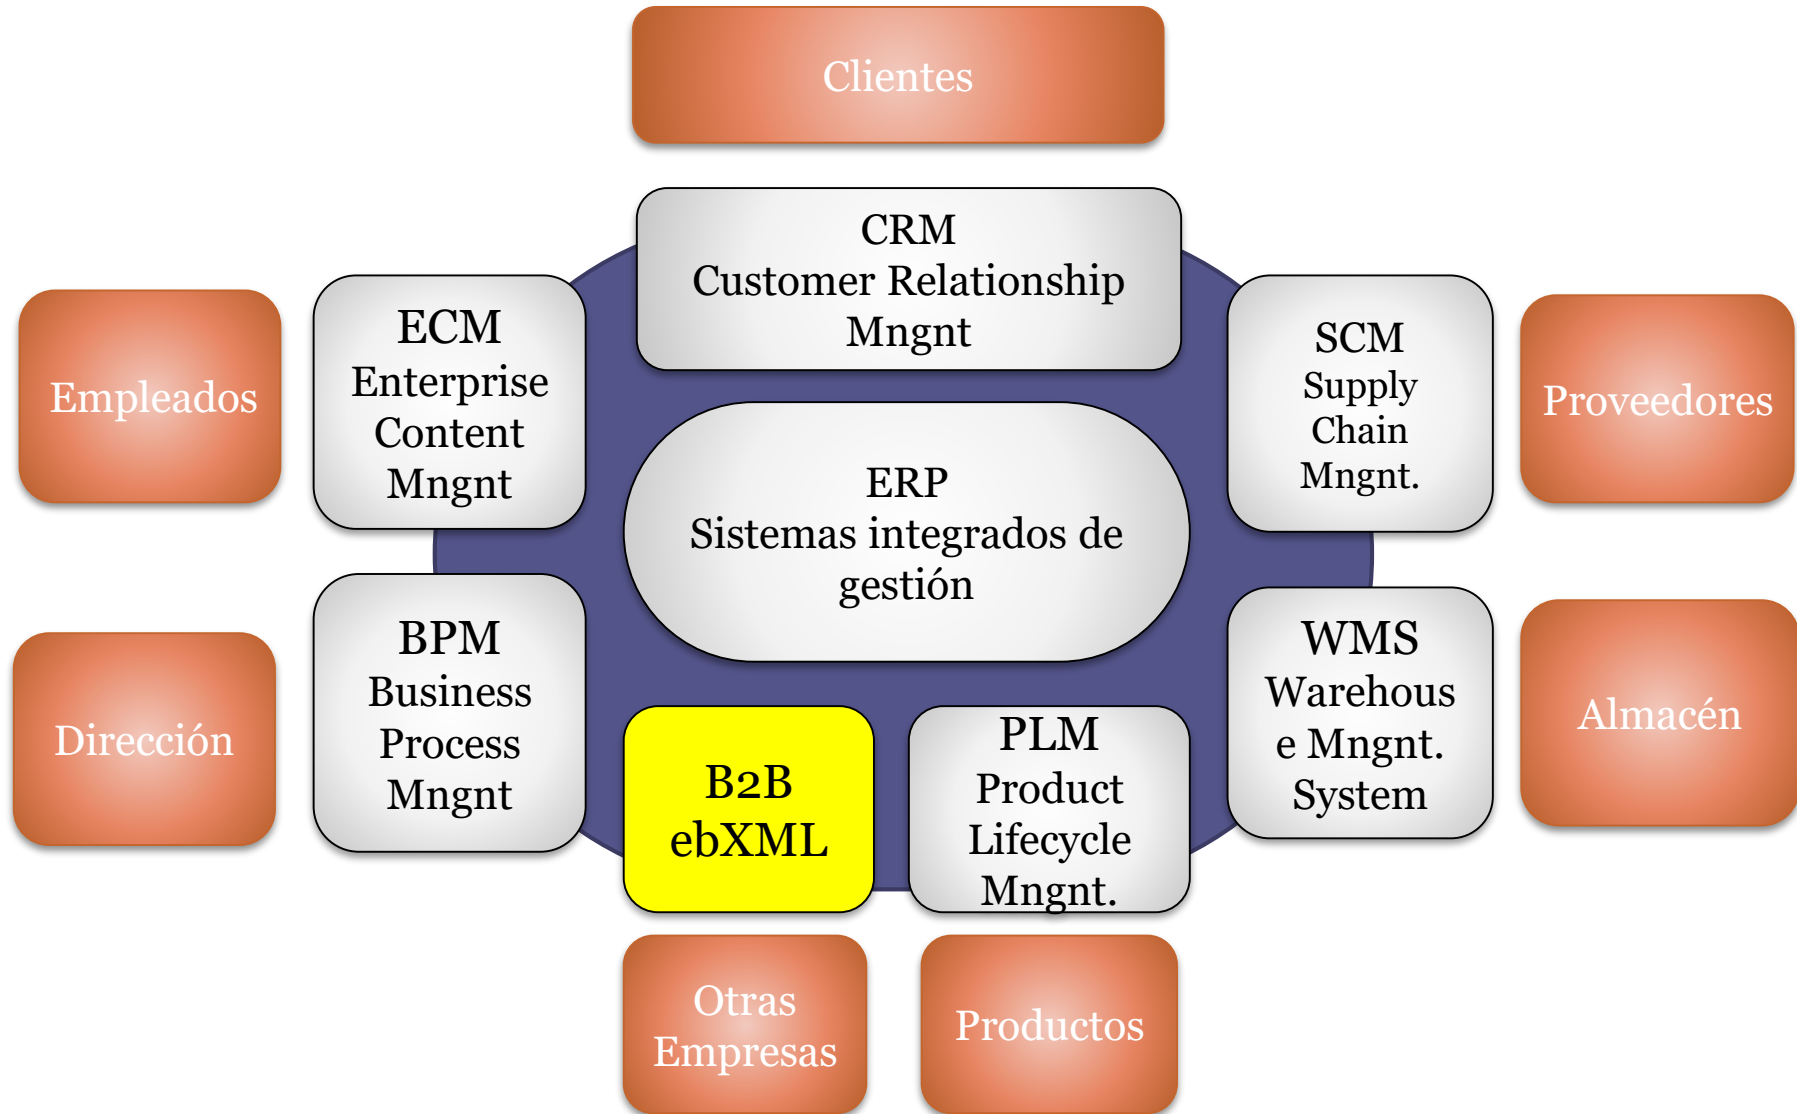 Clientes
CRM
Customer Relationship
Mngnt
Empleados
ECM
Enterprise
Content
Mngnt
SCM
Supply
Chain
Mngnt.
Proveedores
ERP
Sistemas integrados de
gestión
Dirección
BPM
Business
Process
Mngnt
WMS
Warehous
e Mngnt.
System
Almacén
B2B
ebXML
PLM
Product
Lifecycle
Mngnt.
Otras
Empresas
Productos